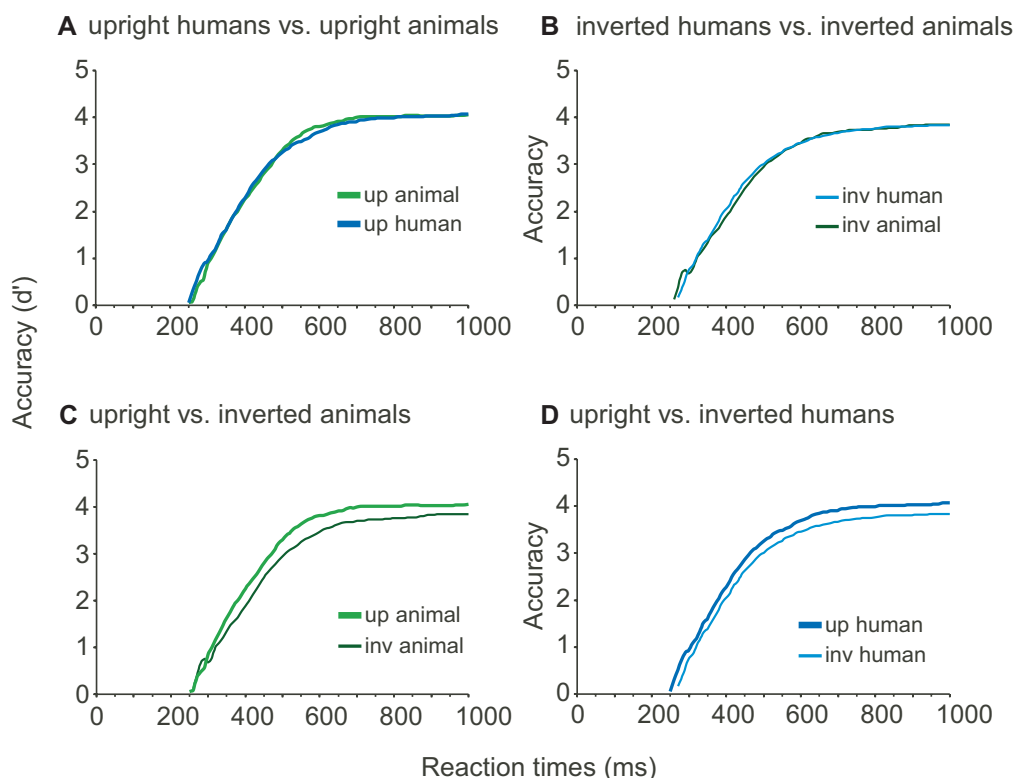 A upright humans vs. upright animals
5
4
3
2
1
0
up animal
up human
0 200 400 600 800 1000
B inverted humans vs. inverted animals
Accuracy
5
4
3
2
1
0
inv human
inv animal
0 200 400 600 800 1000
Accuracy (d')
C upright vs. inverted animals
5
4
3
2
1
0
up animal
inv animal
0 200 400 600 800 1000
D upright vs. inverted humans
Accuracy
5
4
3
2
1
0
up human
inv human
0 200 400 600 800 1000
Reaction times (ms)